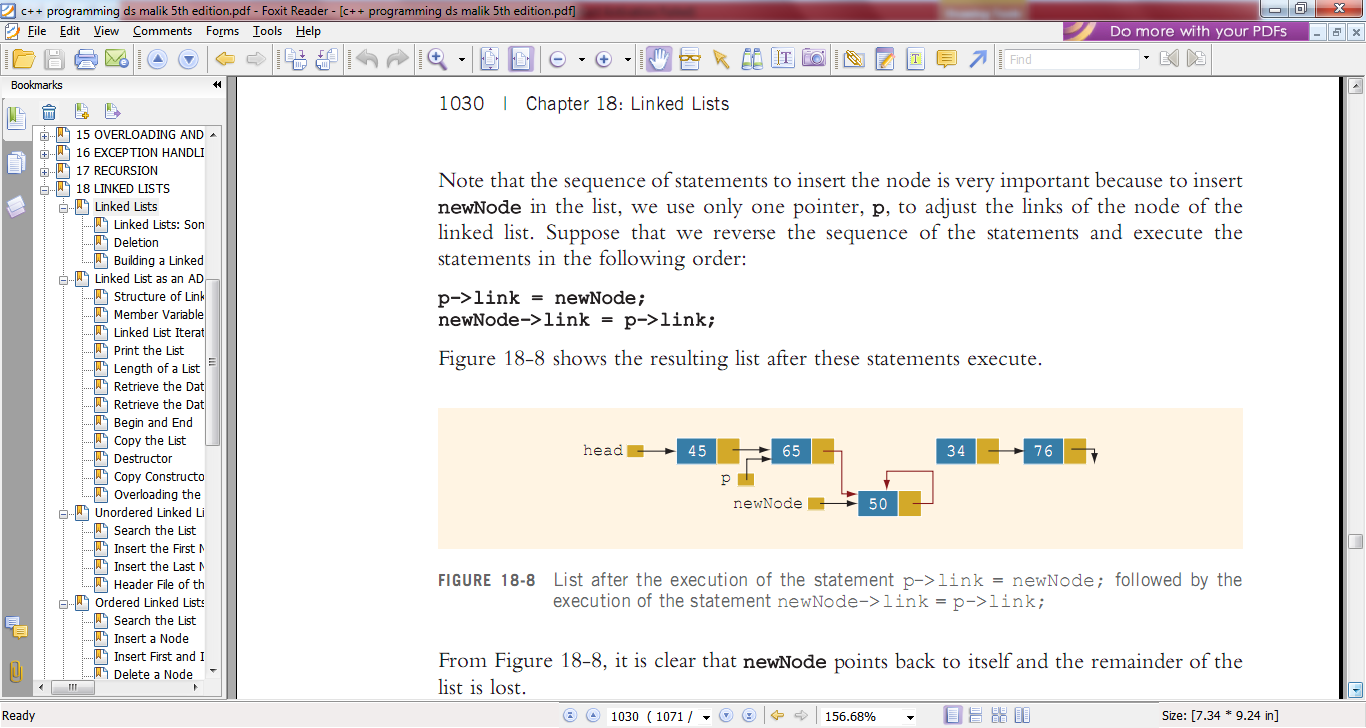 c++ programming ds malik 5th edition.pdf - Foxit Reader - [c++ programming ds malik 5th edition.pdf]
File Edit View Comments Forms Tools Help
Do more with your PDFs
Find
Bookmarks
15 OVERLOADING AND
16 EXCEPTION HANDLI
17 RECURSION
18 LINKED LISTS
Linked Lists
Linked Lists: Son
Deletion
Building a Linked
Linked List as an AD
Structure of Link
Member Variable
Linked List Iterat
Print the List
Length of a List
Retrieve the Dat
Retrieve the Dat
Begin and End
Copy the List
Destructor
Copy Constructo
Overloading the
Unordered Linked Li
Search the List
Insert the First N
Insert the Last N
Header File of th
Ordered Linked Lists
Search the List
Insert a Node
Insert First and I
Delete a Node
1030 | Chapter 18: Linked Lists
Note that the sequence of statements to insert the node is very important because to insert
newNode in the list, we use only one pointer, p, to adjust the links of the node of the
linked list. Suppose that we reverse the sequence of the statements and execute the
statements in the following order:
p->link = newNode;
newNode->link = p->link;
Figure 18-8 shows the resulting list after these statements execute.
head 45 65 34 76
p
newNode 50
FIGURE 18-8 List after the execution of the statement p->link = newNode; followed by the
execution of the statement newNode->link = p->link;
From Figure 18-8, it is clear that newNode points back to itself and the remainder of the
list is lost.
Ready 1030 ( 1071 / 156.68% Size: [7.34 * 9.24 in]